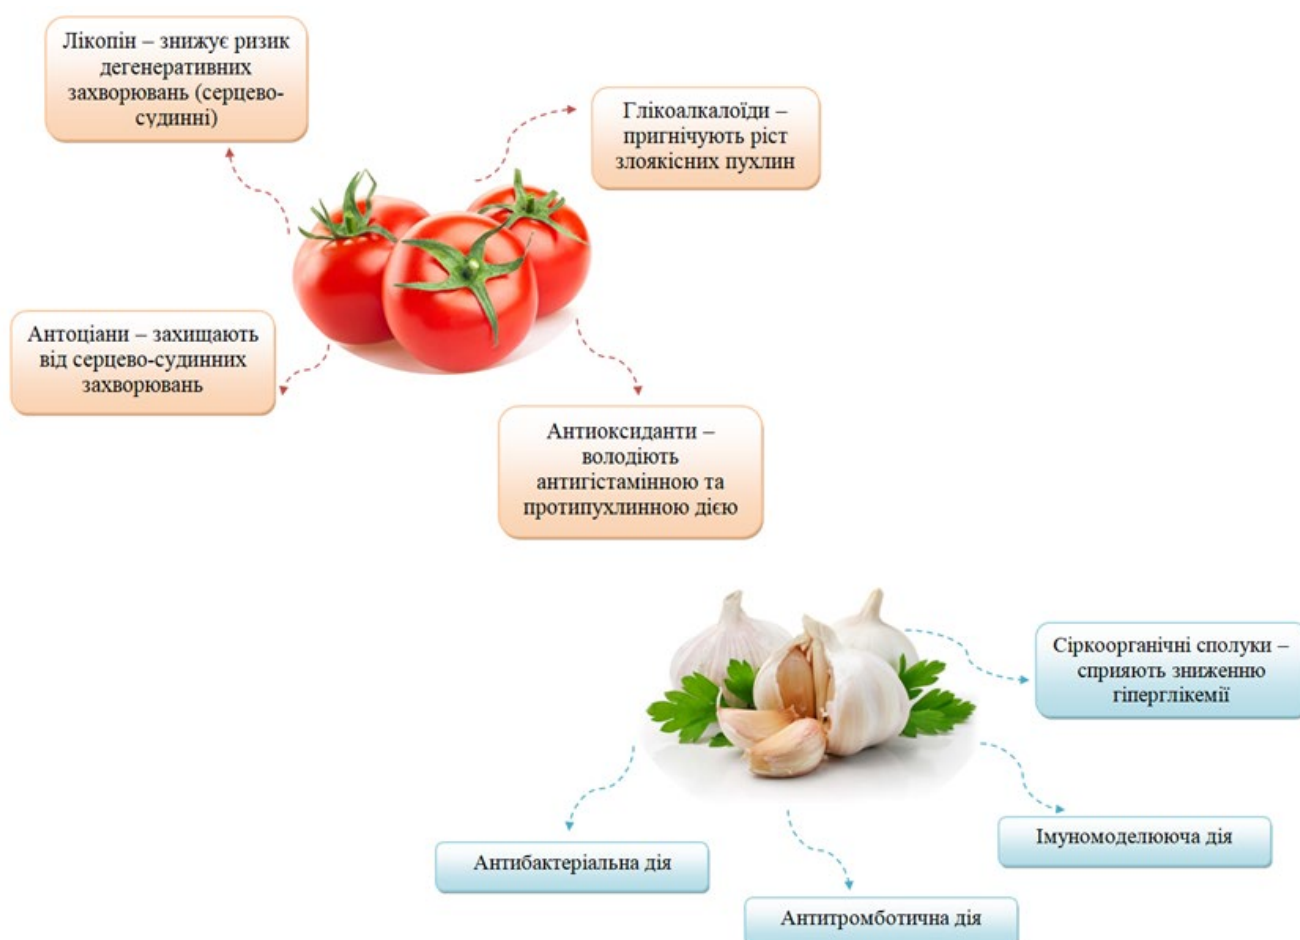 Лікопін – знижує ризик
дегенеративних
захворювань (серцево-
судинні)
Глікоалкалоїди –
пригнічують ріст
злоякісних пухлин
Антоціани – захищають
від серцево-судинних
захворювань
Антиоксиданти –
володіють
антигістамінною та
протипухлинною дією
Сіркоорганічні сполуки –
сприяють зниженню
гіперглікемії
Імуномоделююча дія
Антибактеріальна дія
Антитромботична дія